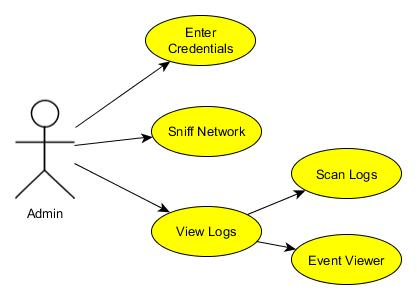 Enter
Credentials
Sniff Network
Scan Logs
Admin
View Logs
Event Viewer